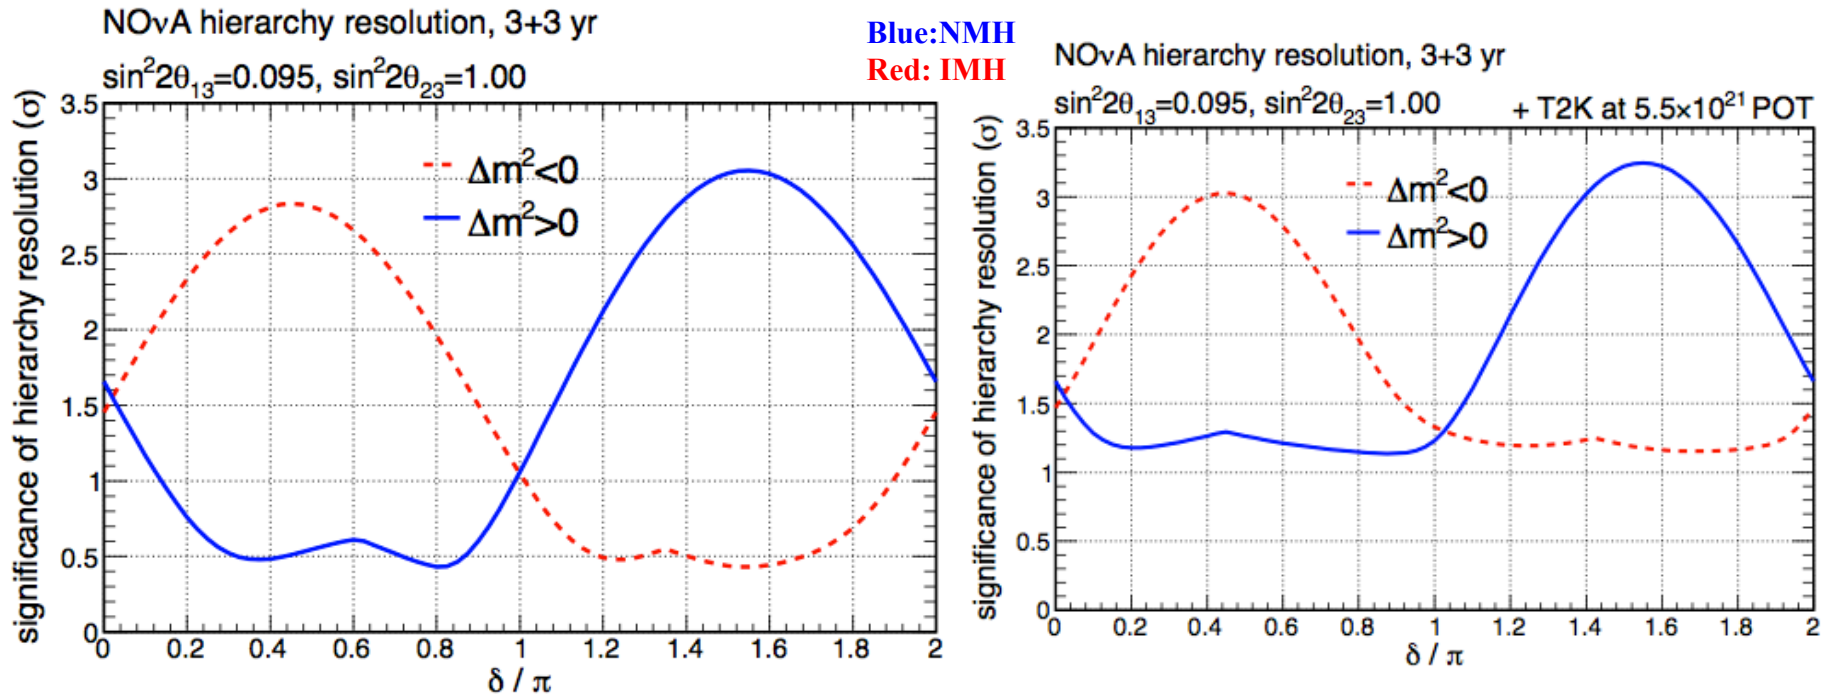 NOνA hierarchy resolution, 3+3 yr
sin²2θ₁₃=0.095, sin²2θ₂₃=1.00
significance of hierarchy resolution (σ)
3.5
3
2.5
2
1.5
1
0.5
0
Δm²<0
Δm²>0
0 0.2 0.4 0.6 0.8 1 1.2 1.4 1.6 1.8 2
δ / π
Blue:NMH
Red: IMH
NOνA hierarchy resolution, 3+3 yr
sin²2θ₁₃=0.095, sin²2θ₂₃=1.00 + T2K at 5.5×10²¹ POT
significance of hierarchy resolution (σ)
3.5
3
2.5
2
1.5
1
0.5
0
Δm²<0
Δm²>0
0 0.2 0.4 0.6 0.8 1 1.2 1.4 1.6 1.8 2
δ / π